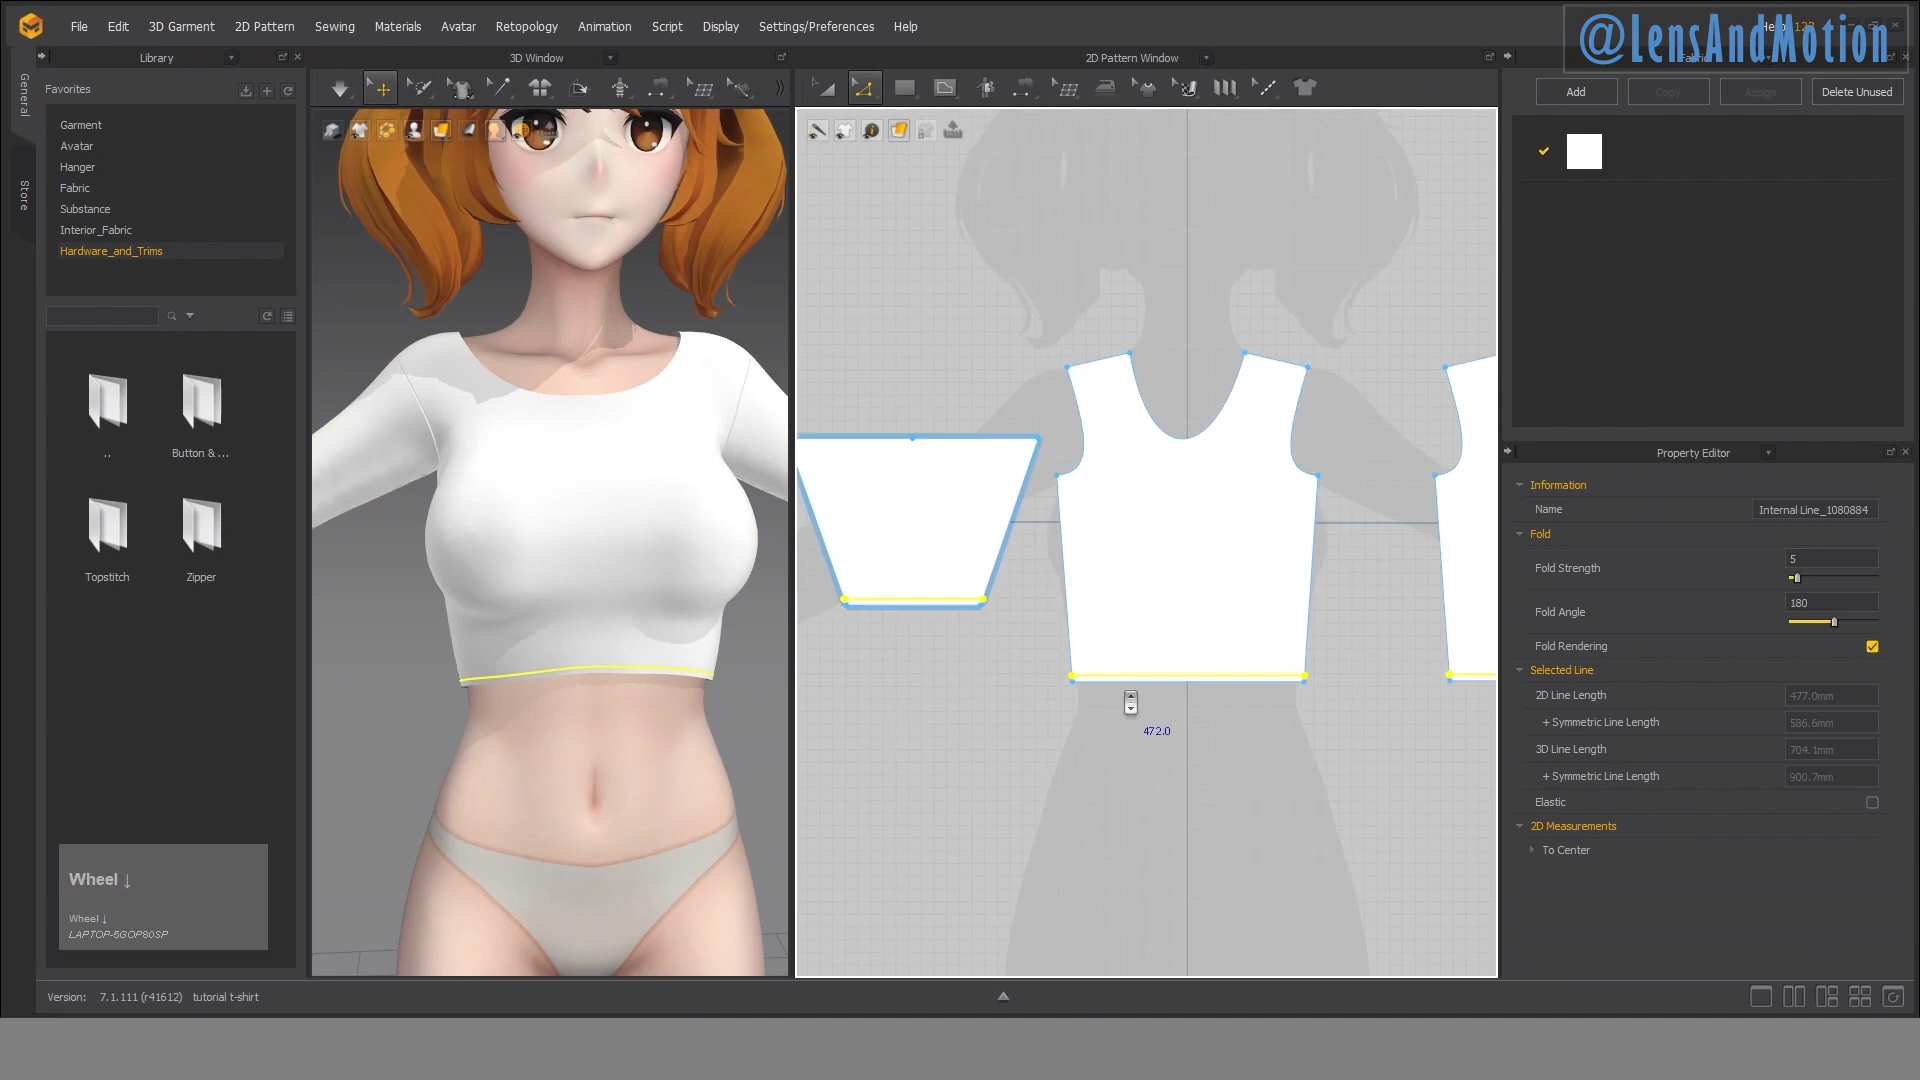 File Edit 3D Garment 2D Pattern Sewing Materials Avatar Retopology Animation Script Display Settings/Preferences Help
@LensAndMotion
Library
3D Window
2D Pattern Window
General
Store
Favorites
Garment
Avatar
Hanger
Fabric
Substance
Interior_Fabric
Hardware_and_Trims
..
Button & ...
Topstitch
Zipper
Wheel ↓
Wheel ↓
LAPTOP-6GOP80SP
472.0
Add Copy Assign Delete Unused
Property Editor
Information
Name Internal Line_1080884
Fold
Fold Strength 5
Fold Angle 180
Fold Rendering
Selected Line
2D Line Length 477.0mm
+ Symmetric Line Length 586.6mm
3D Line Length 704.1mm
+ Symmetric Line Length 900.7mm
Elastic
2D Measurements
To Center
Version: 7.1.111 (r41612) tutorial t-shirt